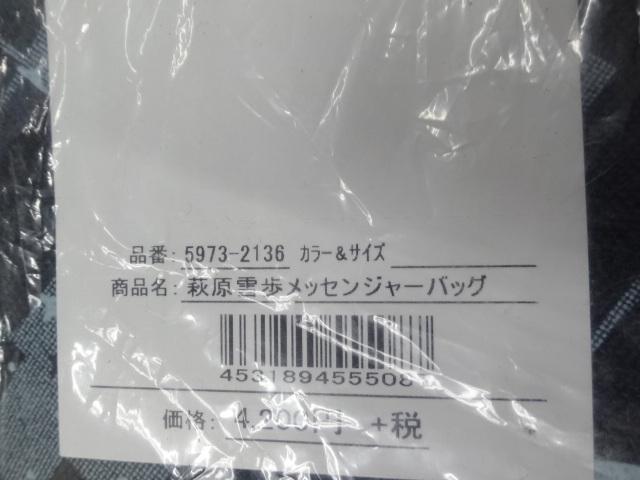 品番: 5973-2136 カラー&サイズ
商品名: 萩原雪歩メッセンジャーバッグ
453189455508
価格: 4,200円 +税